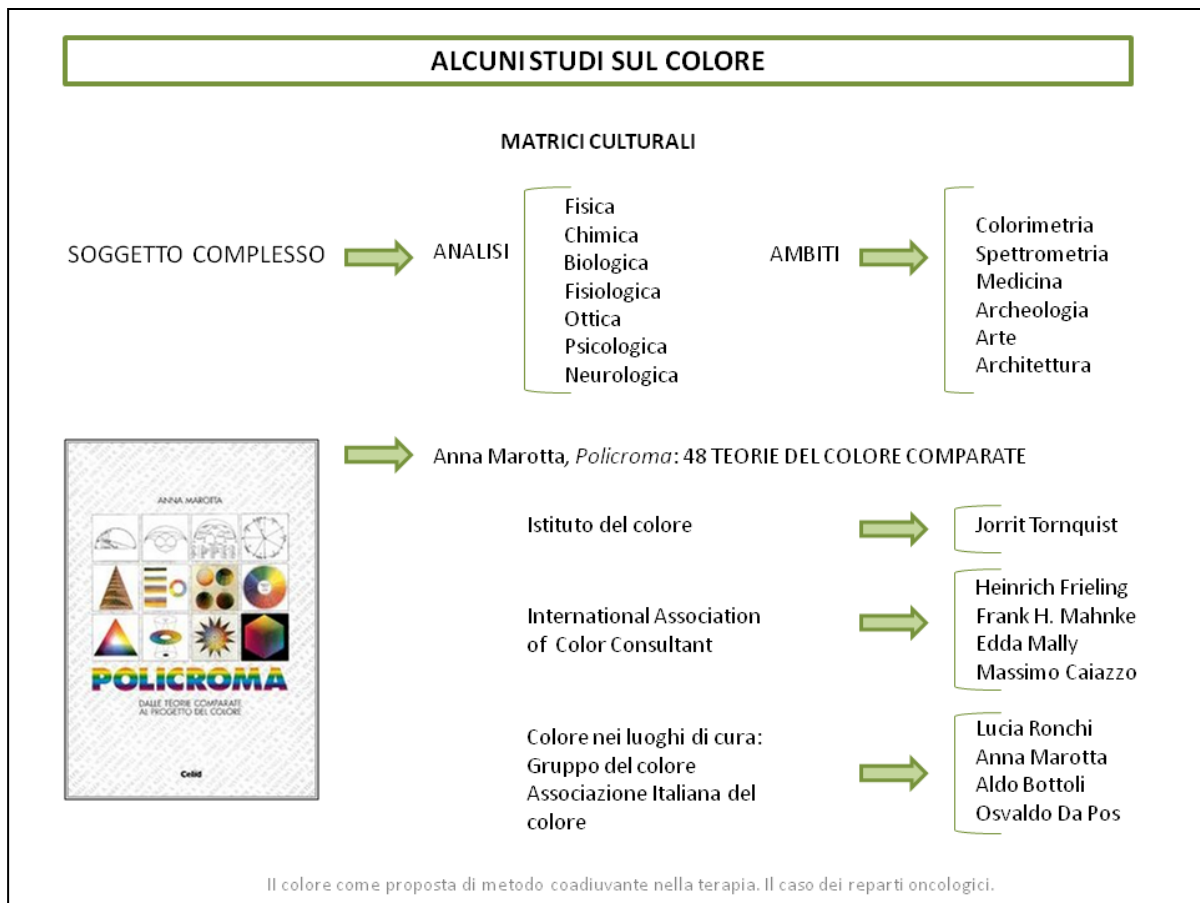 ALCUNI STUDI SUL COLORE
MATRICI CULTURALI
SOGGETTO COMPLESSO
ANALISI
Fisica
Chimica
Biologica
Fisiologica
Ottica
Psicologica
Neurologica
AMBITI
Colorimetria
Spettrometria
Medicina
Archeologia
Arte
Architettura
ANNA MAROTTA
POLICROMA
DALLE TEORIE COMPARATE
AL PROGETTO DEL COLORE
Celid
Anna Marotta, Policroma: 48 TEORIE DEL COLORE COMPARATE
Istituto del colore
Jorrit Tornquist
International Association
of Color Consultant
Heinrich Frieling
Frank H. Mahnke
Edda Mally
Massimo Caiazzo
Colore nei luoghi di cura:
Gruppo del colore
Associazione Italiana del
colore
Lucia Ronchi
Anna Marotta
Aldo Bottoli
Osvaldo Da Pos
Il colore come proposta di metodo coadiuvante nella terapia. Il caso dei reparti oncologici.